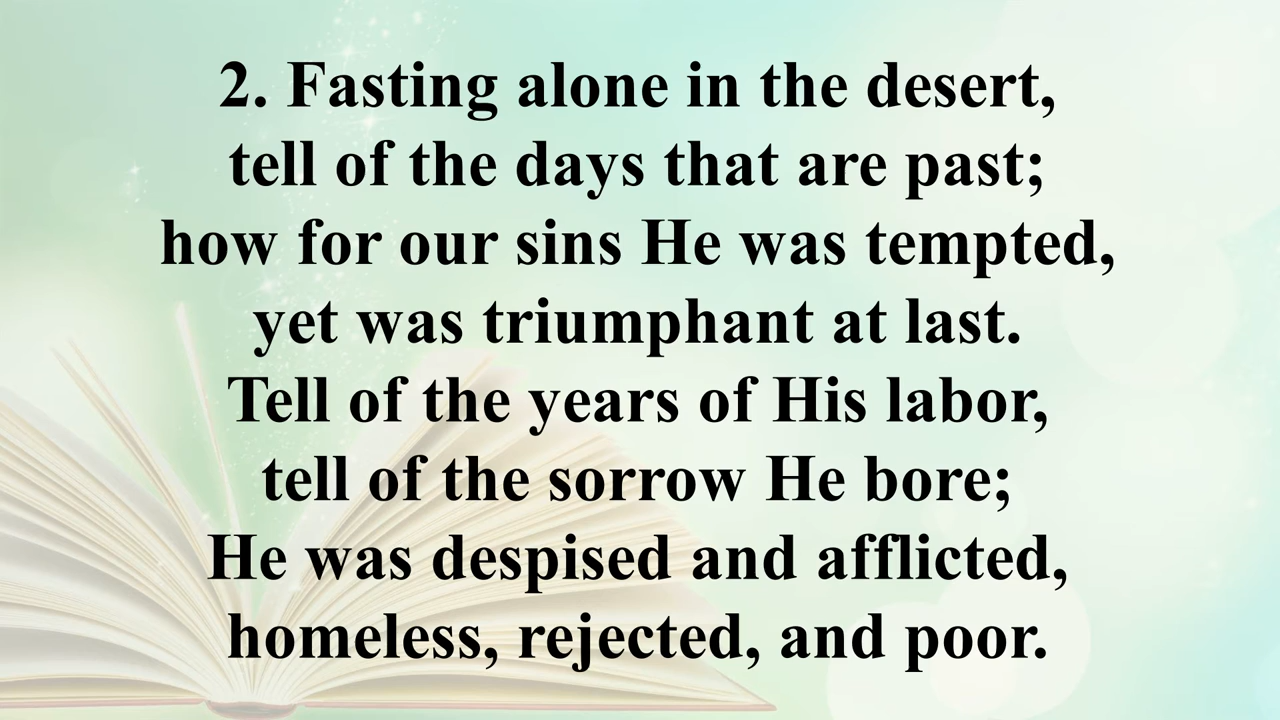 2. Fasting alone in the desert,
tell of the days that are past;
how for our sins He was tempted,
yet was triumphant at last.
Tell of the years of His labor,
tell of the sorrow He bore;
He was despised and afflicted,
homeless, rejected, and poor.